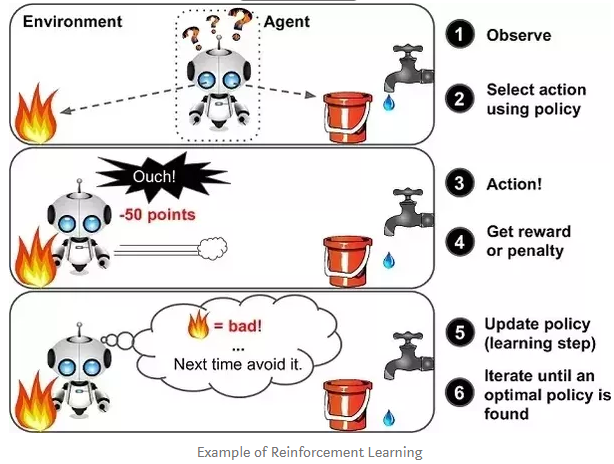 Environment
Agent
? ? ?
1 Observe
2 Select action
using policy
Ouch!
-50 points
3 Action!
4 Get reward
or penalty
= bad!
...
Next time avoid it.
5 Update policy
(learning step)
6 Iterate until an
optimal policy is
found
Example of Reinforcement Learning